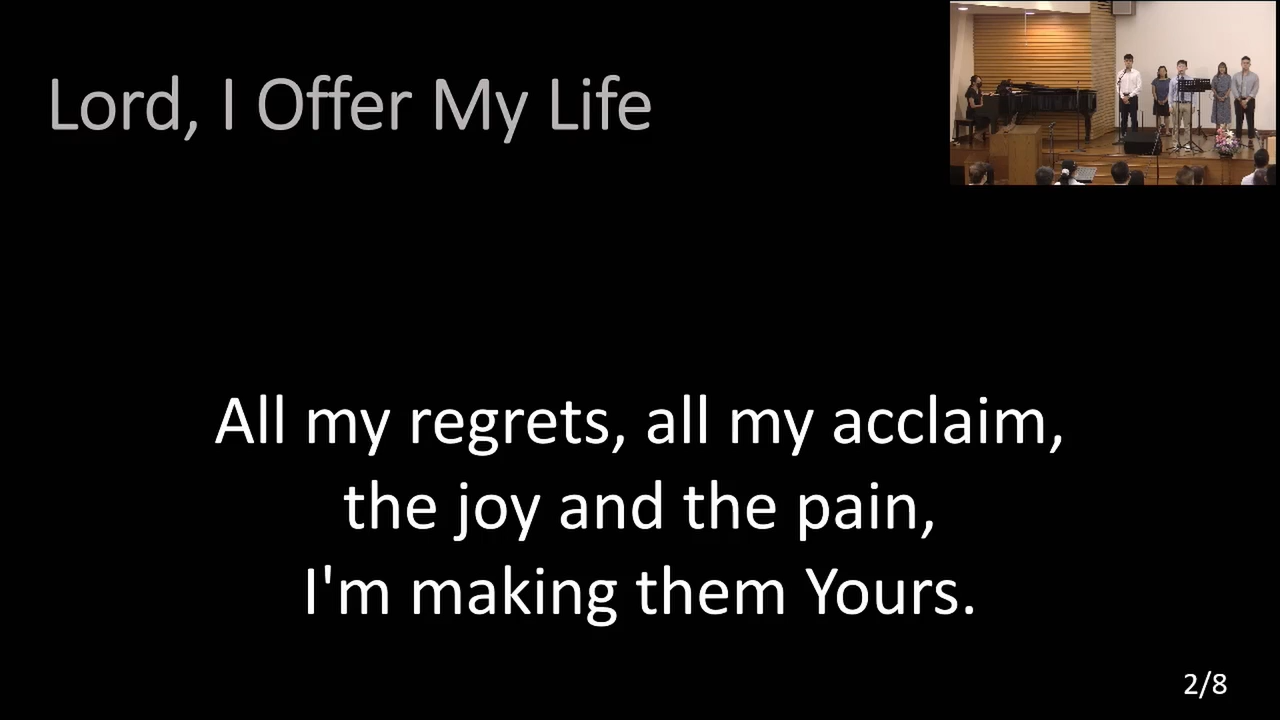 Lord, I Offer My Life
All my regrets, all my acclaim,
the joy and the pain,
I'm making them Yours.
2/8